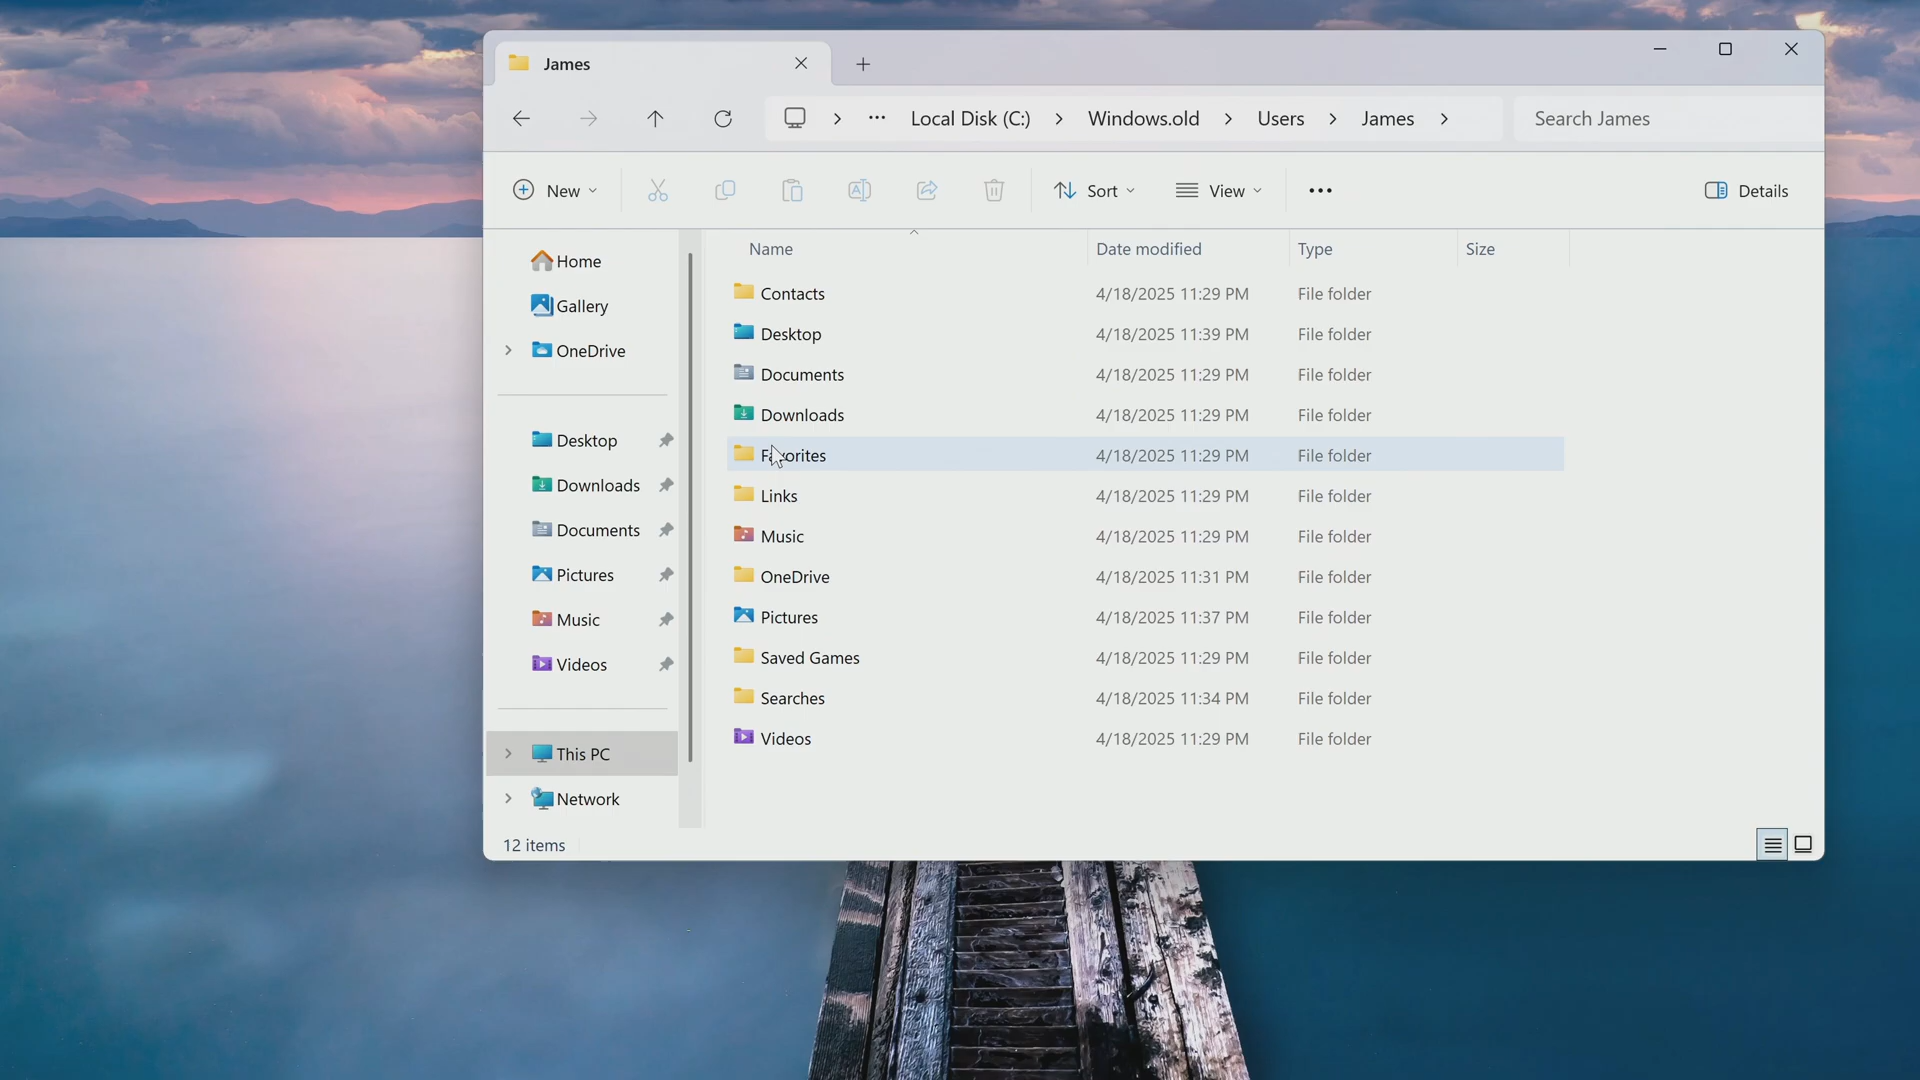 James
Local Disk (C:) > Windows.old > Users > James >
Search James
New
Sort
View
Details
Name Date modified Type Size
Home
Gallery
OneDrive
Desktop
Downloads
Documents
Pictures
Music
Videos
This PC
Network
Contacts 4/18/2025 11:29 PM File folder
Desktop 4/18/2025 11:39 PM File folder
Documents 4/18/2025 11:29 PM File folder
Downloads 4/18/2025 11:29 PM File folder
Favorites 4/18/2025 11:29 PM File folder
Links 4/18/2025 11:29 PM File folder
Music 4/18/2025 11:29 PM File folder
OneDrive 4/18/2025 11:31 PM File folder
Pictures 4/18/2025 11:37 PM File folder
Saved Games 4/18/2025 11:29 PM File folder
Searches 4/18/2025 11:34 PM File folder
Videos 4/18/2025 11:29 PM File folder
12 items